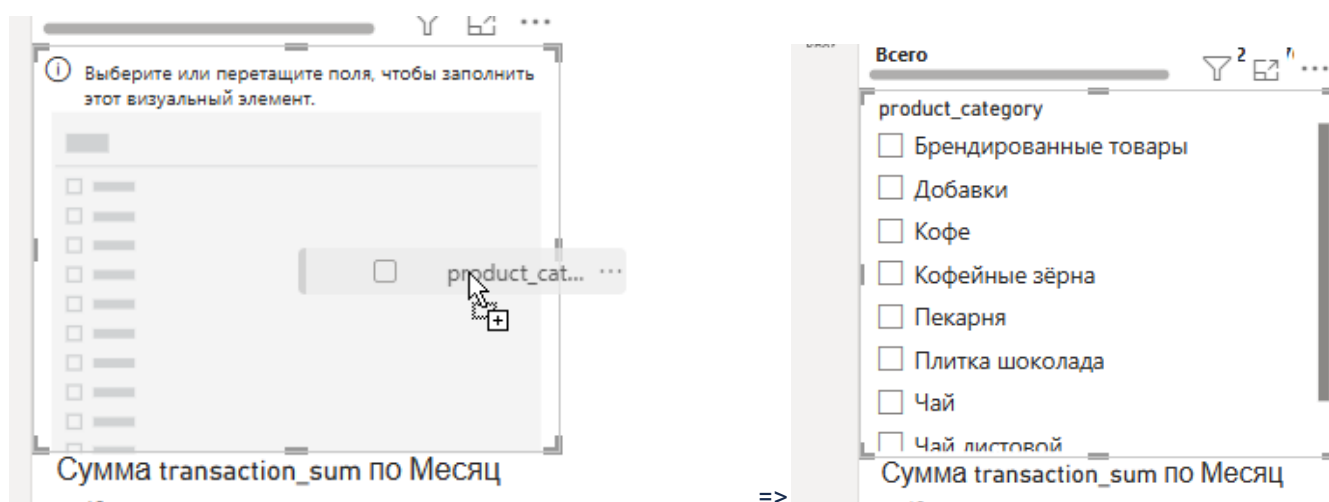 Выберите или перетащите поля, чтобы заполнить
этот визуальный элемент.
product_cat...
Сумма transaction_sum по Месяц
=>
Всего
2
product_category
Брендированные товары
Добавки
Кофе
Кофейные зёрна
Пекарня
Плитка шоколада
Чай
Чай листовой
Сумма transaction_sum по Месяц